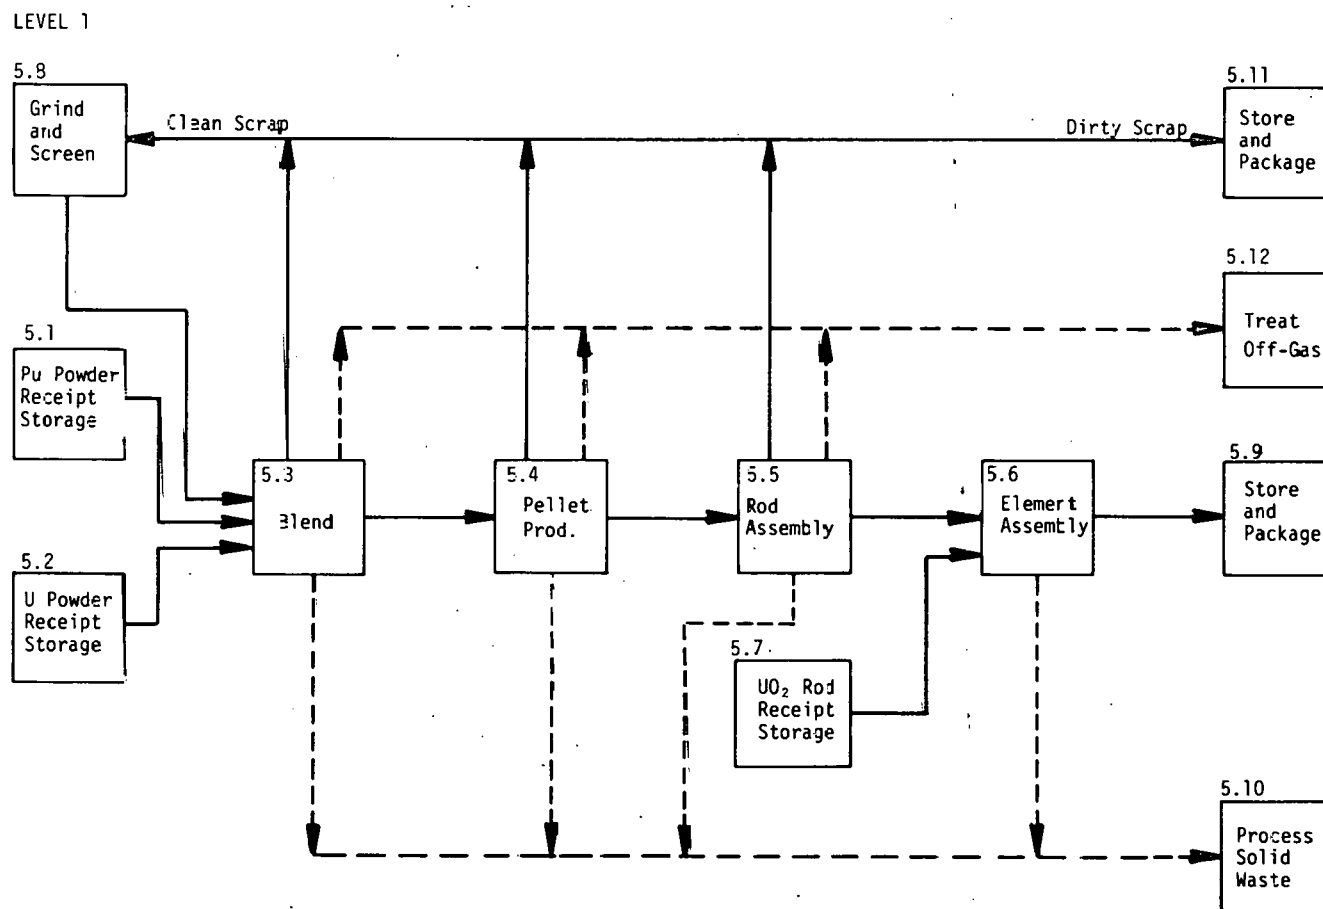 LEVEL 1
5.8
Grind
and
Screen
Clean Scrap
Dirty Scrap
5.11
Store
and
Package
5.12
Treat
Off-Gas
5.1
Pu Powder
Receipt
Storage
5.2
U Powder
Receipt
Storage
5.3
Blend
5.4
Pellet
Prod.
5.5
Rod
Assembly
5.6
Elemert
Assembly
5.9
Store
and
Package
5.7
UO₂ Rod
Receipt
Storage
5.10
Process
Solid
Waste